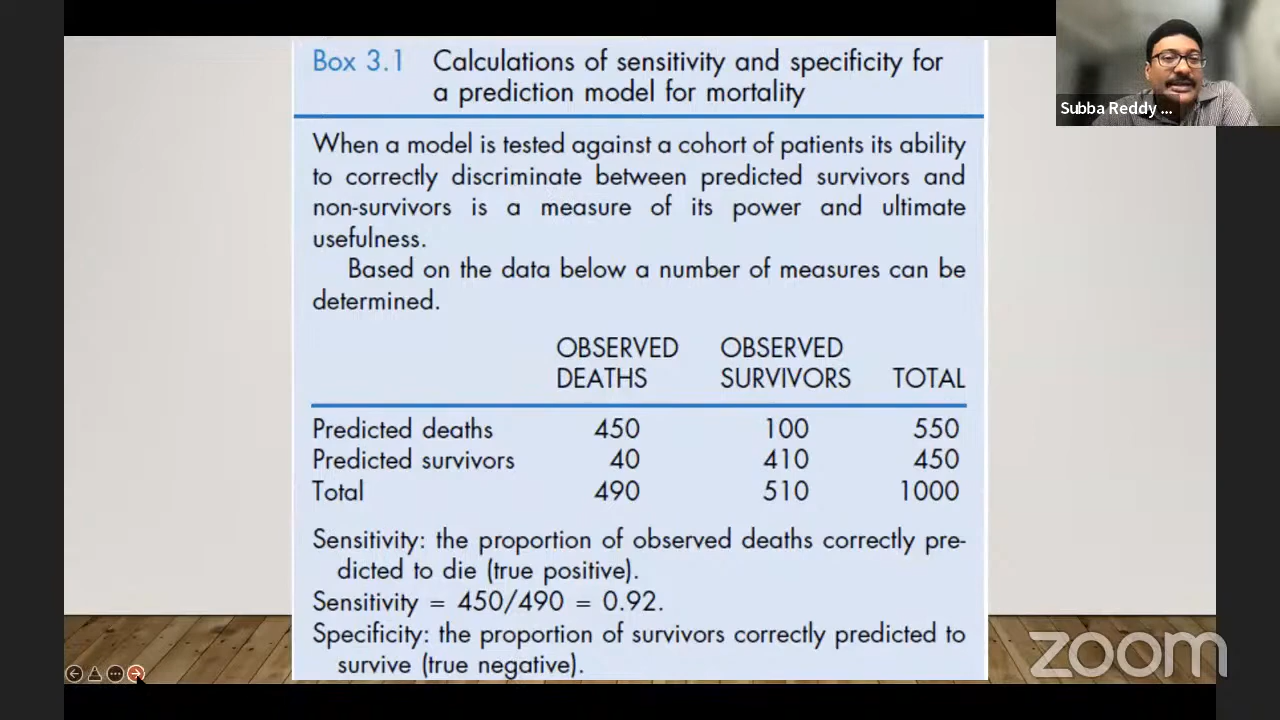 Box 3.1 Calculations of sensitivity and specificity for
a prediction model for mortality
Subba Reddy ...
When a model is tested against a cohort of patients its ability
to correctly discriminate between predicted survivors and
non-survivors is a measure of its power and ultimate
usefulness.
Based on the data below a number of measures can be
determined.
OBSERVED OBSERVED
DEATHS SURVIVORS TOTAL
Predicted deaths 450 100 550
Predicted survivors 40 410 450
Total 490 510 1000
Sensitivity: the proportion of observed deaths correctly pre-
dicted to die (true positive).
Sensitivity = 450/490 = 0.92.
Specificity: the proportion of survivors correctly predicted to
survive (true negative).
zoom